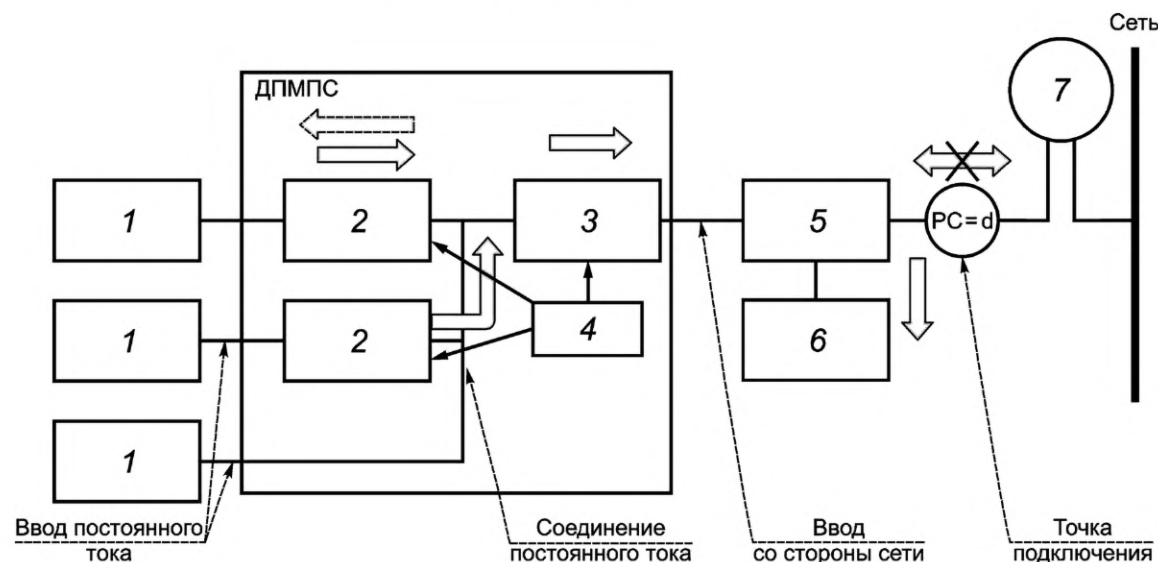 Сеть
ДПМПС
7
1
2
3
5
PC=d
1
2
4
6
1
Ввод постоянного
тока
Соединение
постоянного тока
Ввод
со стороны сети
Точка
подключения